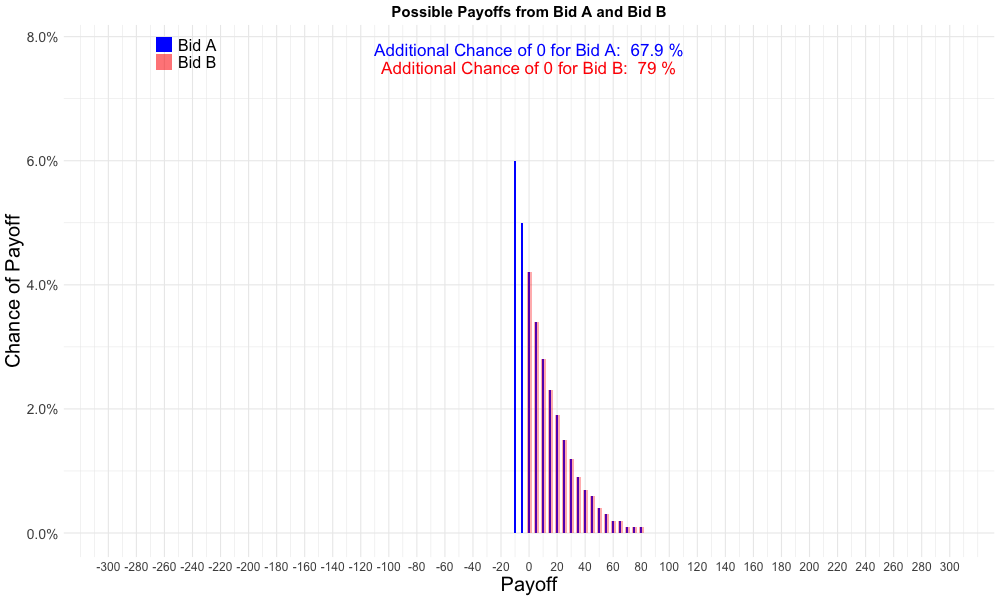 Possible Payoffs from Bid A and Bid B
Bid A
Bid B
Additional Chance of 0 for Bid A:  67.9 %
Additional Chance of 0 for Bid B:  79 %
Chance of Payoff
8.0%
6.0%
4.0%
2.0%
0.0%
-300 -280 -260 -240 -220 -200 -180 -160 -140 -120 -100 -80 -60 -40 -20 0 20 40 60 80 100 120 140 160 180 200 220 240 260 280 300
Payoff